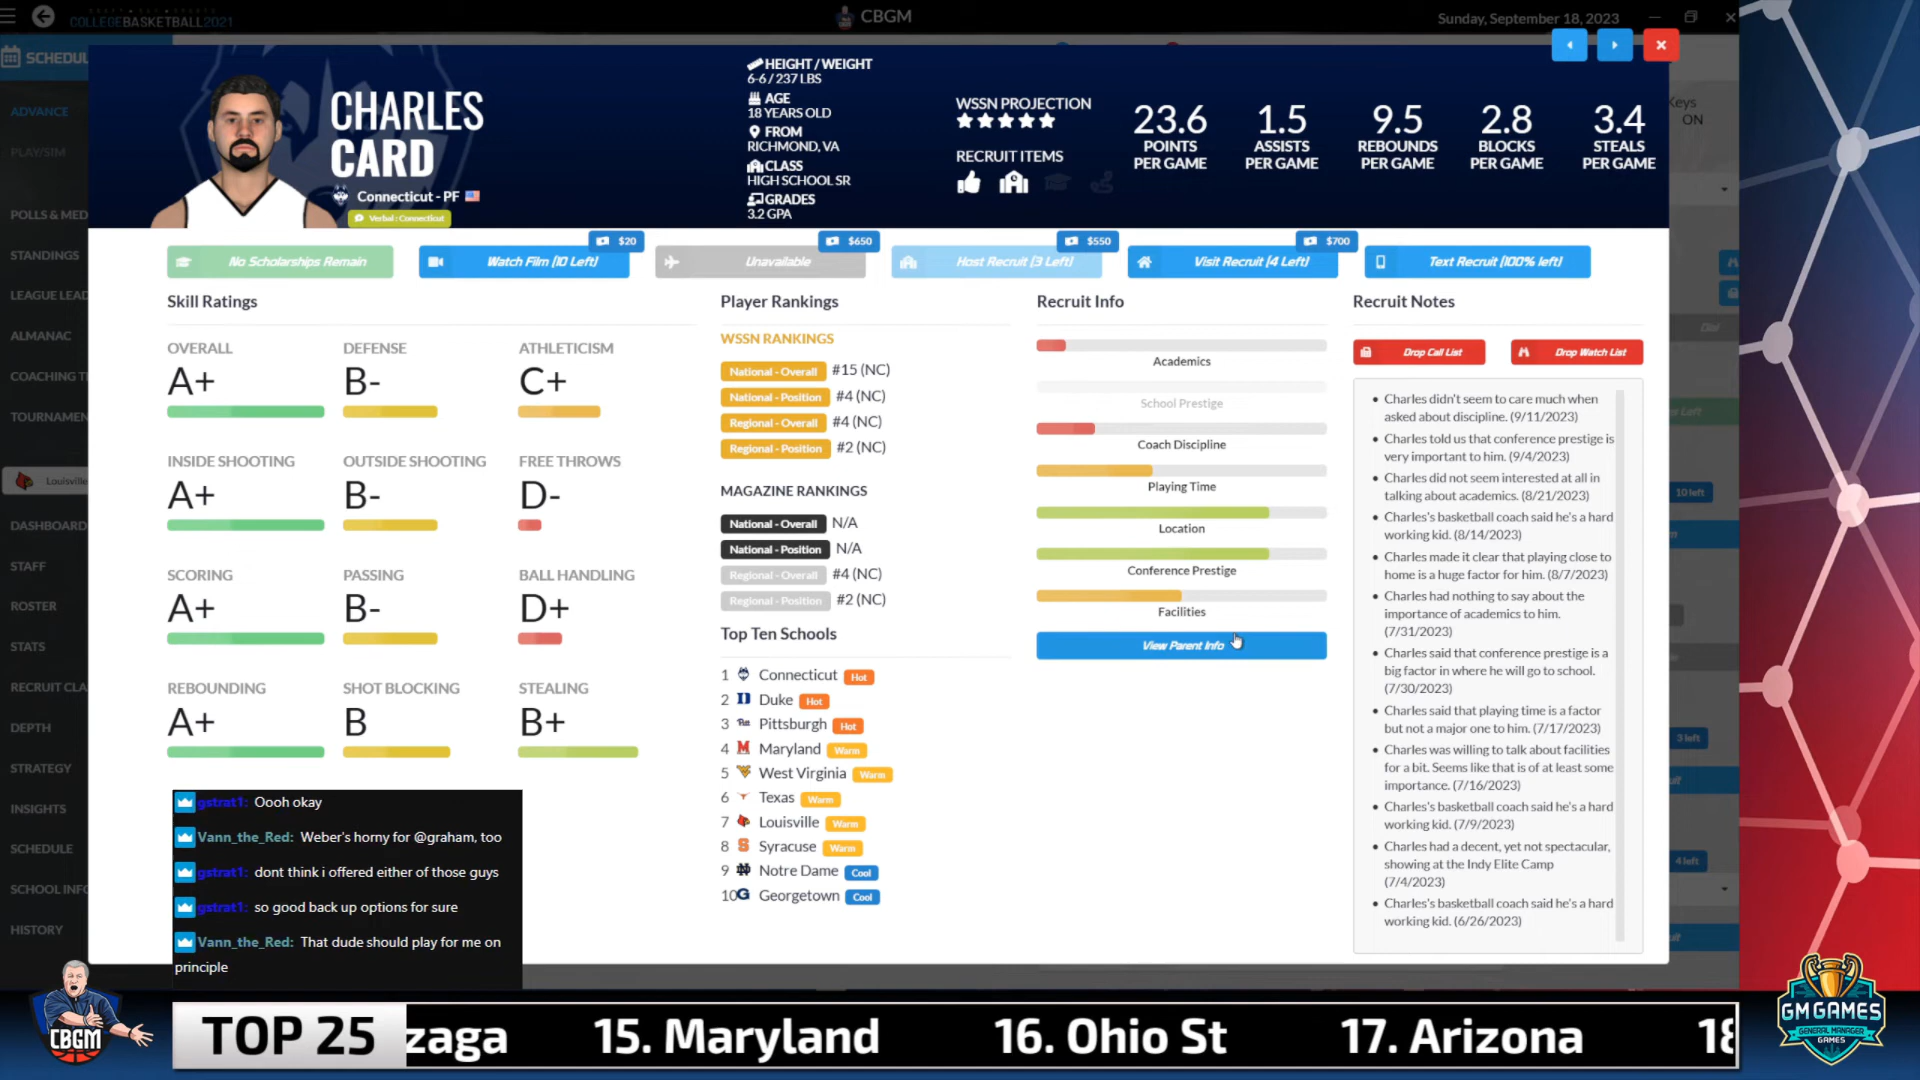 COLLEGEBASKETBALL2021
CBGM
Sunday, September 18, 2023
SCHEDUL
ADVANCE
PLAY/SIM
POLLS & MED
STANDINGS
LEAGUE LEAD
ALMANAC
COACHING T
TOURNAMEN
Louisville
DASHBOARD
STAFF
ROSTER
STATS
RECRUIT CLA
DEPTH
STRATEGY
INSIGHTS
SCHEDULE
SCHOOL INFO
HISTORY
CHARLES
CARD
Connecticut - PF
Verbal : Connecticut
HEIGHT / WEIGHT
6-6 / 237 LBS
AGE
18 YEARS OLD
FROM
RICHMOND, VA
CLASS
HIGH SCHOOL SR
GRADES
3.2 GPA
WSSN PROJECTION
RECRUIT ITEMS
23.6
POINTS
PER GAME
1.5
ASSISTS
PER GAME
9.5
REBOUNDS
PER GAME
2.8
BLOCKS
PER GAME
3.4
STEALS
PER GAME
Keys
ON
No Scholarships Remain
$20
Watch Film (10 Left)
$650
Unavailable
$550
Host Recruit (3 Left)
$700
Visit Recruit (4 Left)
Text Recruit (100% left)
Skill Ratings
OVERALL
A+
DEFENSE
B-
ATHLETICISM
C+
INSIDE SHOOTING
A+
OUTSIDE SHOOTING
B-
FREE THROWS
D-
SCORING
A+
PASSING
B-
BALL HANDLING
D+
REBOUNDING
A+
SHOT BLOCKING
B
STEALING
B+
Player Rankings
WSSN RANKINGS
National - Overall #15 (NC)
National - Position #4 (NC)
Regional - Overall #4 (NC)
Regional - Position #2 (NC)
MAGAZINE RANKINGS
National - Overall N/A
National - Position N/A
Regional - Overall #4 (NC)
Regional - Position #2 (NC)
Top Ten Schools
1 Connecticut Hot
2 Duke Hot
3 Pittsburgh Hot
4 Maryland Warm
5 West Virginia Warm
6 Texas Warm
7 Louisville Warm
8 Syracuse Warm
9 Notre Dame Cool
10 Georgetown Cool
Recruit Info
Academics
School Prestige
Coach Discipline
Playing Time
Location
Conference Prestige
Facilities
View Parent Info
Recruit Notes
Drop Call List
Drop Watch List
Charles didn't seem to care much when
asked about discipline. (9/11/2023)
Charles told us that conference prestige is
very important to him. (9/4/2023)
Charles did not seem interested at all in
talking about academics. (8/21/2023)
Charles's basketball coach said he's a hard
working kid. (8/14/2023)
Charles made it clear that playing close to
home is a huge factor for him. (8/7/2023)
Charles had nothing to say about the
importance of academics to him.
(7/31/2023)
Charles said that conference prestige is a
big factor in where he will go to school.
(7/30/2023)
Charles said that playing time is a factor
but not a major one to him. (7/17/2023)
Charles was willing to talk about facilities
for a bit. Seems like that is of at least some
importance. (7/16/2023)
Charles's basketball coach said he's a hard
working kid. (7/9/2023)
Charles had a decent, yet not spectacular,
showing at the Indy Elite Camp
(7/4/2023)
Charles's basketball coach said he's a hard
working kid. (6/26/2023)
10 left
3 left
4 left
gstrat1: Oooh okay
Vann_the_Red: Weber's horny for @graham, too
gstrat1: dont think i offered either of those guys
gstrat1: so good back up options for sure
Vann_the_Red: That dude should play for me on
principle
CBGM
TOP 25
zaga
15. Maryland
16. Ohio St
17. Arizona
18
GM GAMES
GENERAL MANAGER
GAMES